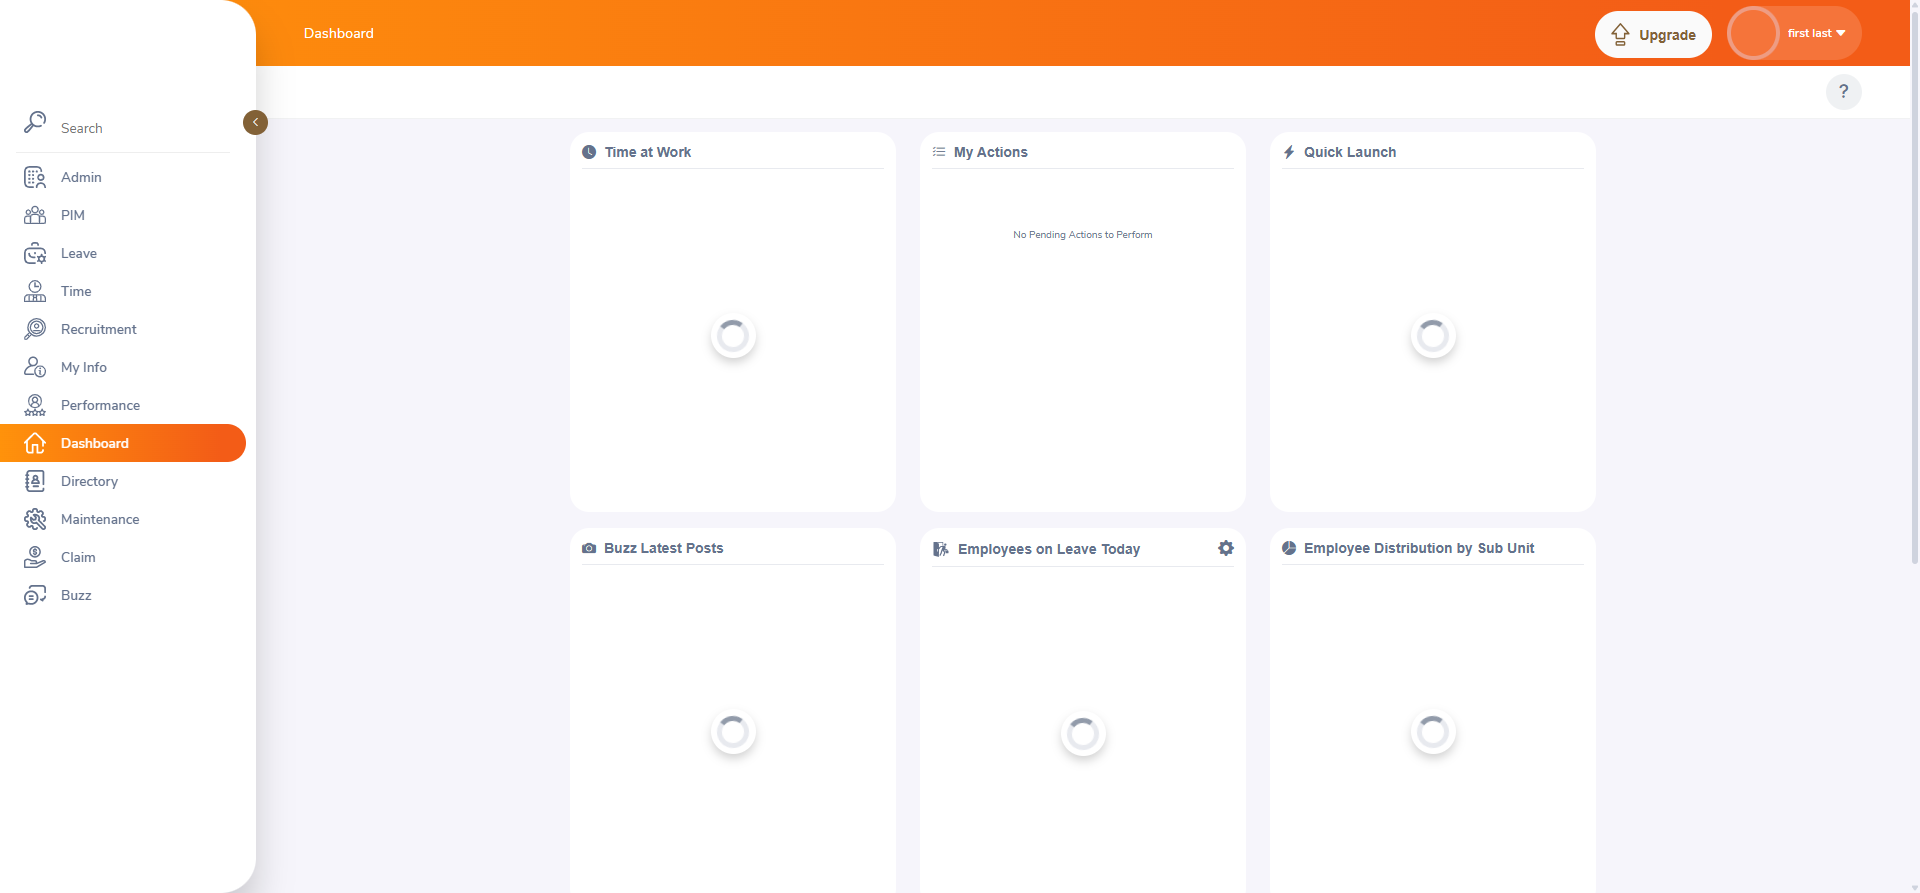 Dashboard
Upgrade
first last
?
Search
Admin
PIM
Leave
Time
Recruitment
My Info
Performance
Dashboard
Directory
Maintenance
Claim
Buzz
Time at Work
My Actions
No Pending Actions to Perform
Quick Launch
Buzz Latest Posts
Employees on Leave Today
Employee Distribution by Sub Unit